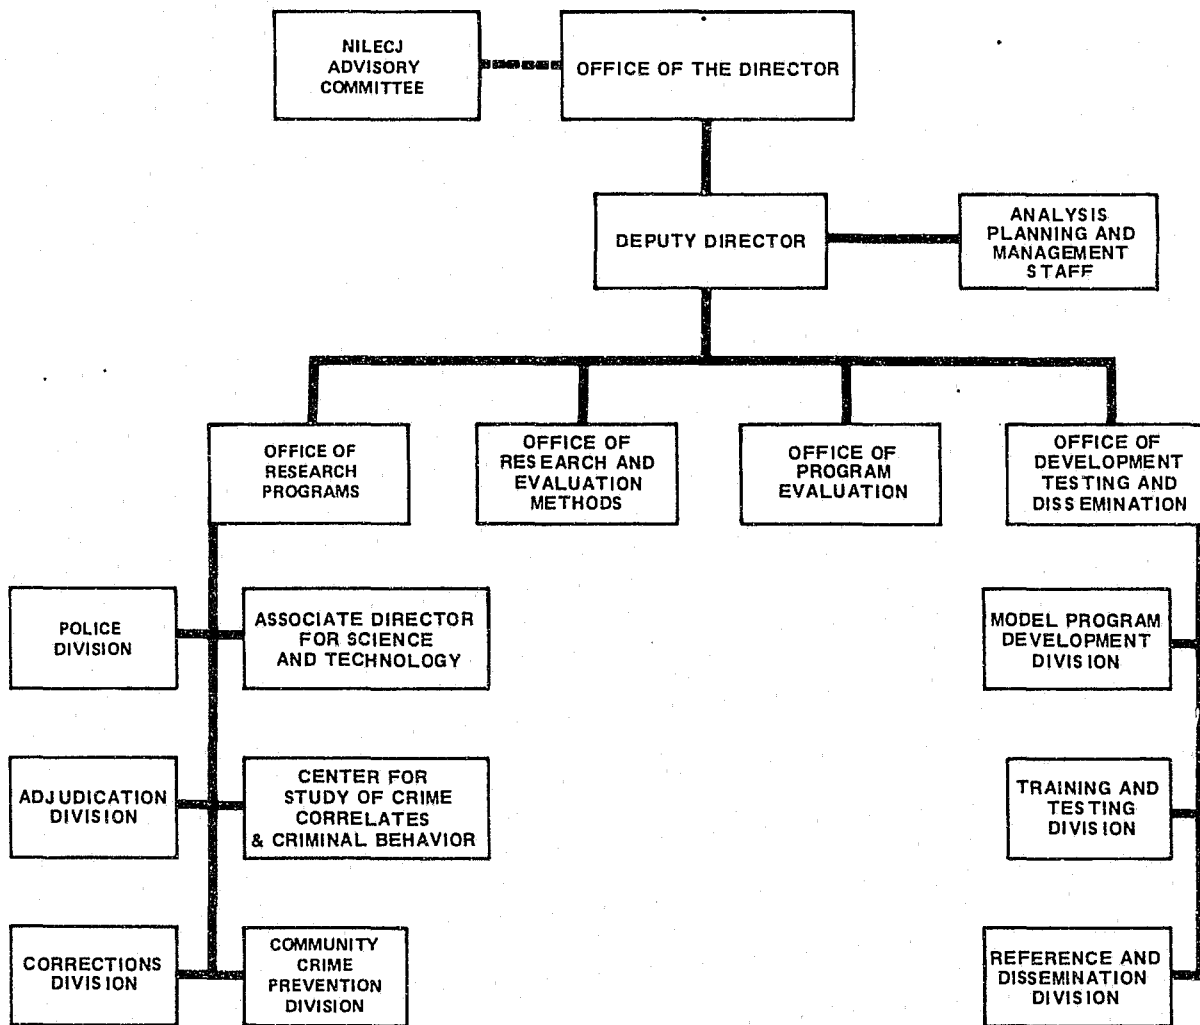 NILECJ
ADVISORY
COMMITTEE
OFFICE OF THE DIRECTOR
DEPUTY DIRECTOR
ANALYSIS
PLANNING AND
MANAGEMENT
STAFF
OFFICE OF
RESEARCH
PROGRAMS
OFFICE OF
RESEARCH AND
EVALUATION
METHODS
OFFICE OF
PROGRAM
EVALUATION
OFFICE OF
DEVELOPMENT
TESTING AND
DISSEMINATION
POLICE
DIVISION
ASSOCIATE DIRECTOR
FOR SCIENCE
AND TECHNOLOGY
MODEL PROGRAM
DEVELOPMENT
DIVISION
ADJUDICATION
DIVISION
CENTER FOR
STUDY OF CRIME
CORRELATES
& CRIMINAL BEHAVIOR
TRAINING AND
TESTING
DIVISION
CORRECTIONS
DIVISION
COMMUNITY
CRIME
PREVENTION
DIVISION
REFERENCE AND
DISSEMINATION
DIVISION